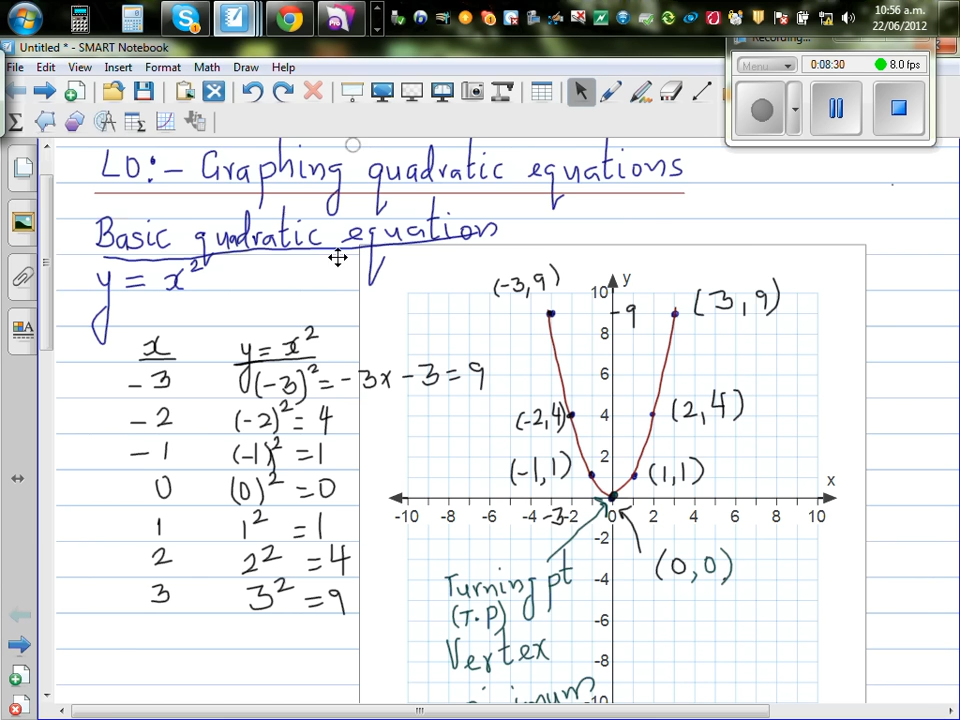 10:56 a.m.
22/06/2012
Untitled * - SMART Notebook
Recording...
File Edit View Insert Format Math Draw Help
Menu 0:08:30 8.0 fps
LO:- Graphing quadratic equations
Basic quadratic equation
y = x²
x y = x²
-3 (-3)² = -3x -3 = 9
-2 (-2)² = 4
-1 (-1)² = 1
0 (0)² = 0
1 1² = 1
2 2² = 4
3 3² = 9
(-3, 9) 10 y
9 (3, 9)
8
6
(-2, 4) 4 (2, 4)
2
(-1, 1) (1, 1)
x
-10 -8 -6 -4 -3 -2 0 2 4 6 8 10
-2
(0, 0)
-4
Turning pt
(T.P)
-6
Vertex
-8
minimum
-10